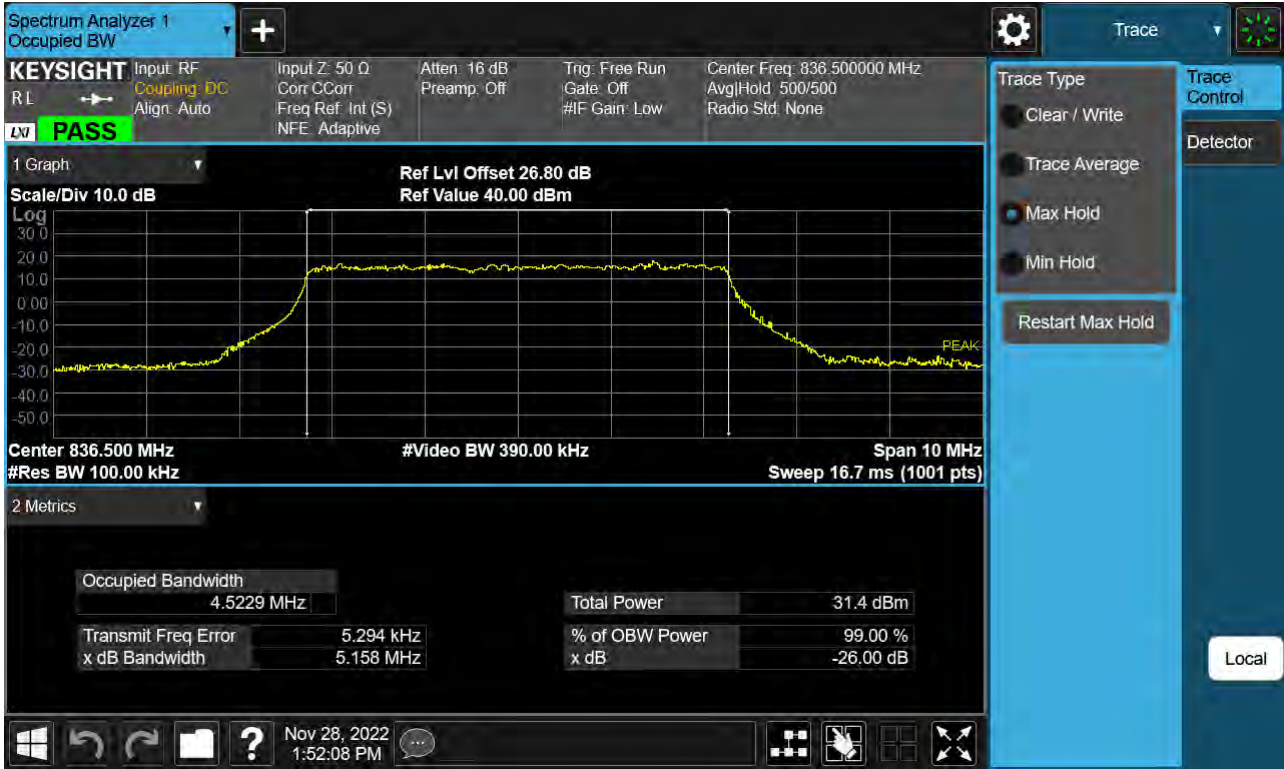 Spectrum Analyzer 1
Occupied BW
+
Trace
KEYSIGHT
R L
LXI
PASS
Input: RF
Coupling: DC
Align: Auto
Input Z: 50 Ω
Corr CCorr
Freq Ref: Int (S)
NFE: Adaptive
Atten: 16 dB
Preamp: Off
Trig: Free Run
Gate: Off
#IF Gain: Low
Center Freq: 836.500000 MHz
Avg|Hold: 500/500
Radio Std: None
Trace Type
Clear / Write
Trace Average
Max Hold
Min Hold
Restart Max Hold
Trace
Control
Detector
1 Graph
Scale/Div 10.0 dB
Ref Lvl Offset 26.80 dB
Ref Value 40.00 dBm
Log
30.0
20.0
10.0
0.00
-10.0
-20.0
-30.0
-40.0
-50.0
PEAK
Center 836.500 MHz
#Res BW 100.00 kHz
#Video BW 390.00 kHz
Span 10 MHz
Sweep 16.7 ms (1001 pts)
2 Metrics
Occupied Bandwidth
4.5229 MHz
Transmit Freq Error 5.294 kHz
x dB Bandwidth 5.158 MHz
Total Power 31.4 dBm
% of OBW Power 99.00 %
x dB -26.00 dB
Local
?
Nov 28, 2022
1:52:08 PM